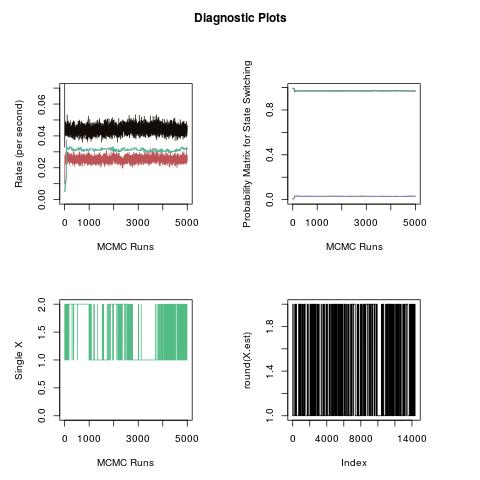 Diagnostic Plots
Rates (per second)
0.00 0.02 0.04 0.06
0 1000 3000 5000
MCMC Runs
Probability Matrix for State Switching
0.0 0.4 0.8
0 1000 3000 5000
MCMC Runs
Single X
0.0 0.5 1.0 1.5 2.0
0 1000 3000 5000
MCMC Runs
round(X.est)
1.0 1.4 1.8
0 4000 8000 14000
Index